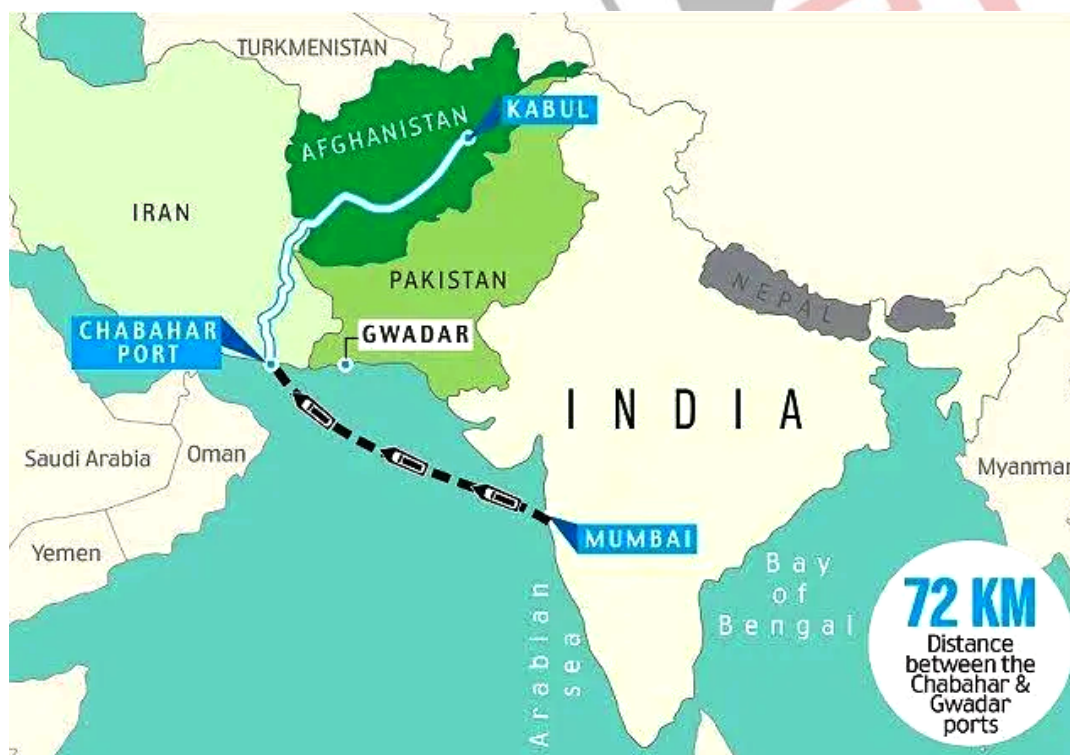 TURKMENISTAN
KABUL
AFGHANISTAN
IRAN
PAKISTAN
NEPAL
CHABAHAR
PORT
GWADAR
INDIA
Saudi Arabia
Oman
Myanmar
Yemen
MUMBAI
Arabian
sea
Bay
of
Bengal
72 KM
Distance
between the
Chabahar &
Gwadar
ports